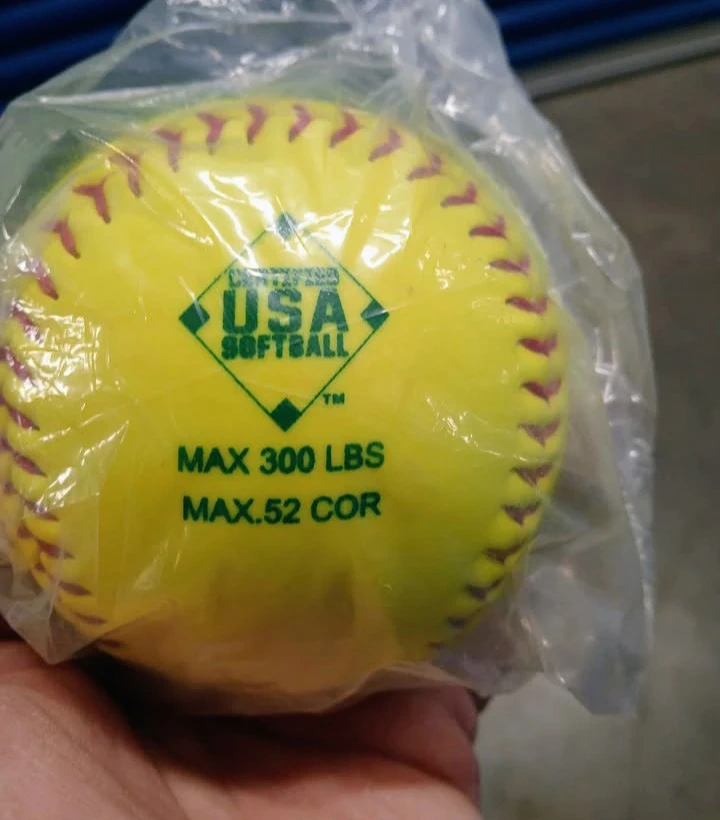 CERTIFIED
USA
SOFTBALL
TM
MAX 300 LBS
MAX.52 COR